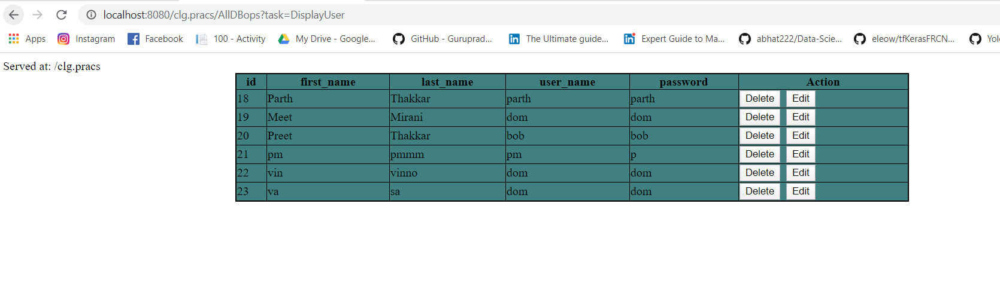 localhost:8080/clg.pracs/AllDBops?task=DisplayUser
Apps Instagram Facebook 100 - Activity My Drive - Google... GitHub - Guruprad... The Ultimate guide... Expert Guide to Ma... abhat222/Data-Scie... eleow/tfKerasFRCN... Yol
Served at: /clg.pracs
id first_name last_name user_name password Action
18 Parth Thakkar parth parth Delete Edit
19 Meet Mirani dom dom Delete Edit
20 Preet Thakkar bob bob Delete Edit
21 pm pmmm pm p Delete Edit
22 vin vinno dom dom Delete Edit
23 va sa dom dom Delete Edit